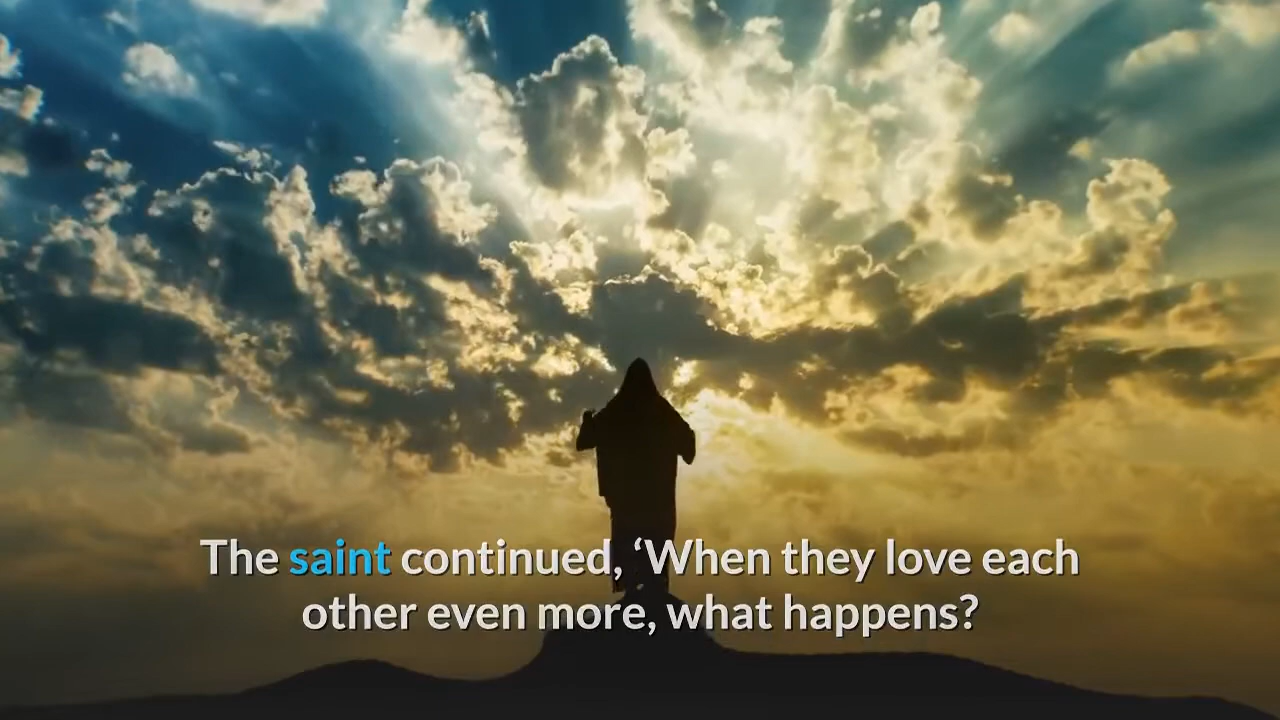 The saint continued, ‘When they love each
other even more, what happens?